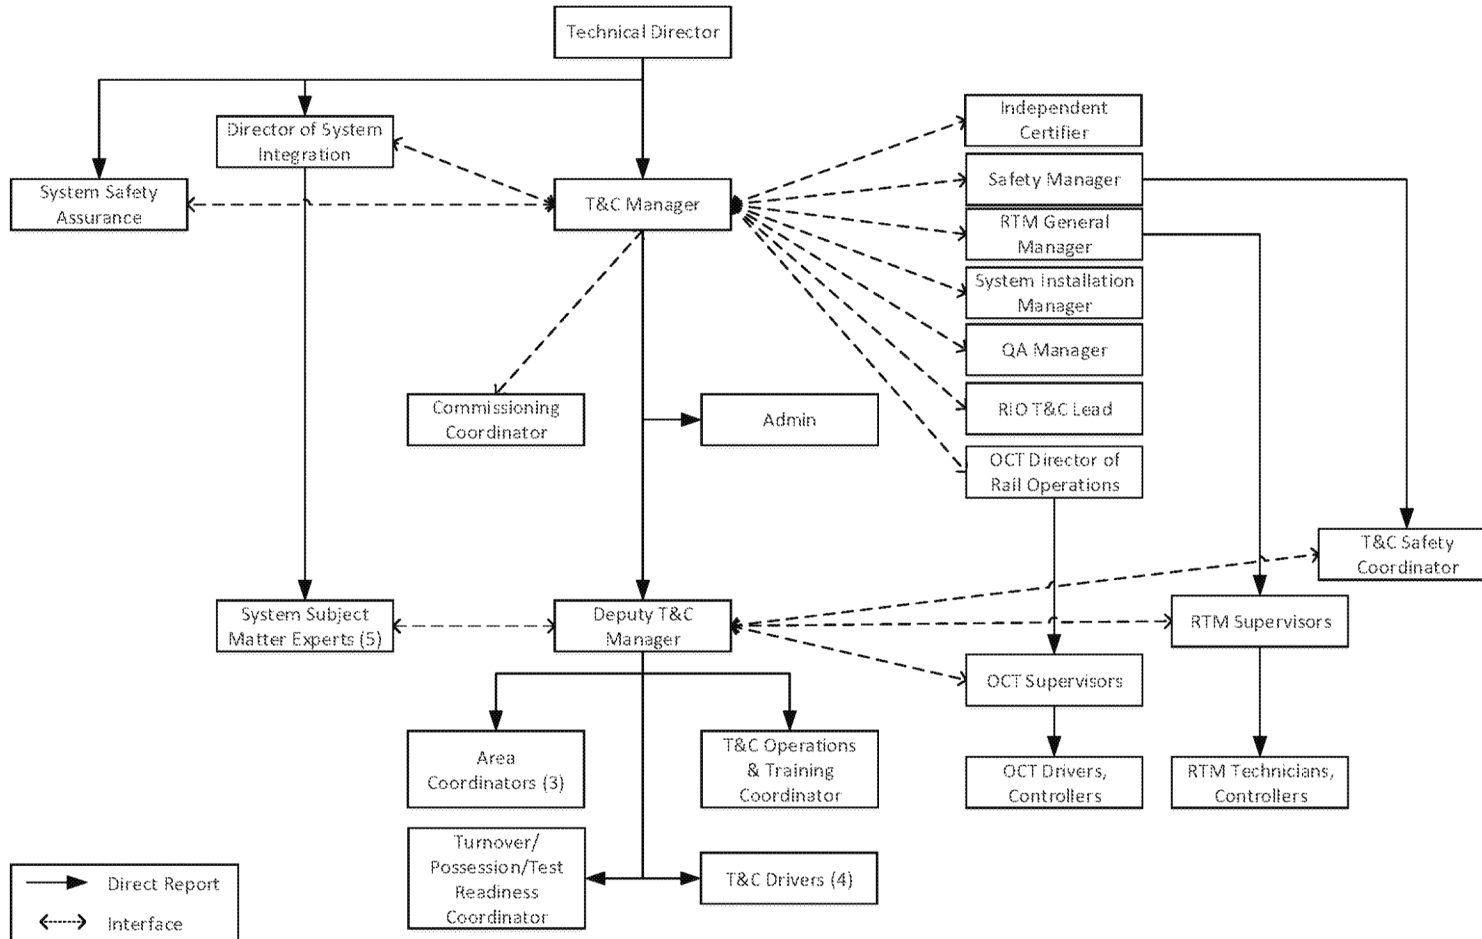 Technical Director
Director of System
Integration
System Safety
Assurance
T&C Manager
Independent
Certifier
Safety Manager
RTM General
Manager
System Installation
Manager
QA Manager
RIO T&C Lead
OCT Director of
Rail Operations
Commissioning
Coordinator
Admin
T&C Safety
Coordinator
System Subject
Matter Experts (5)
Deputy T&C
Manager
RTM Supervisors
OCT Supervisors
Area
Coordinators (3)
T&C Operations
& Training
Coordinator
OCT Drivers,
Controllers
RTM Technicians,
Controllers
Turnover/
Possession/Test
Readiness
Coordinator
T&C Drivers (4)
Direct Report
Interface